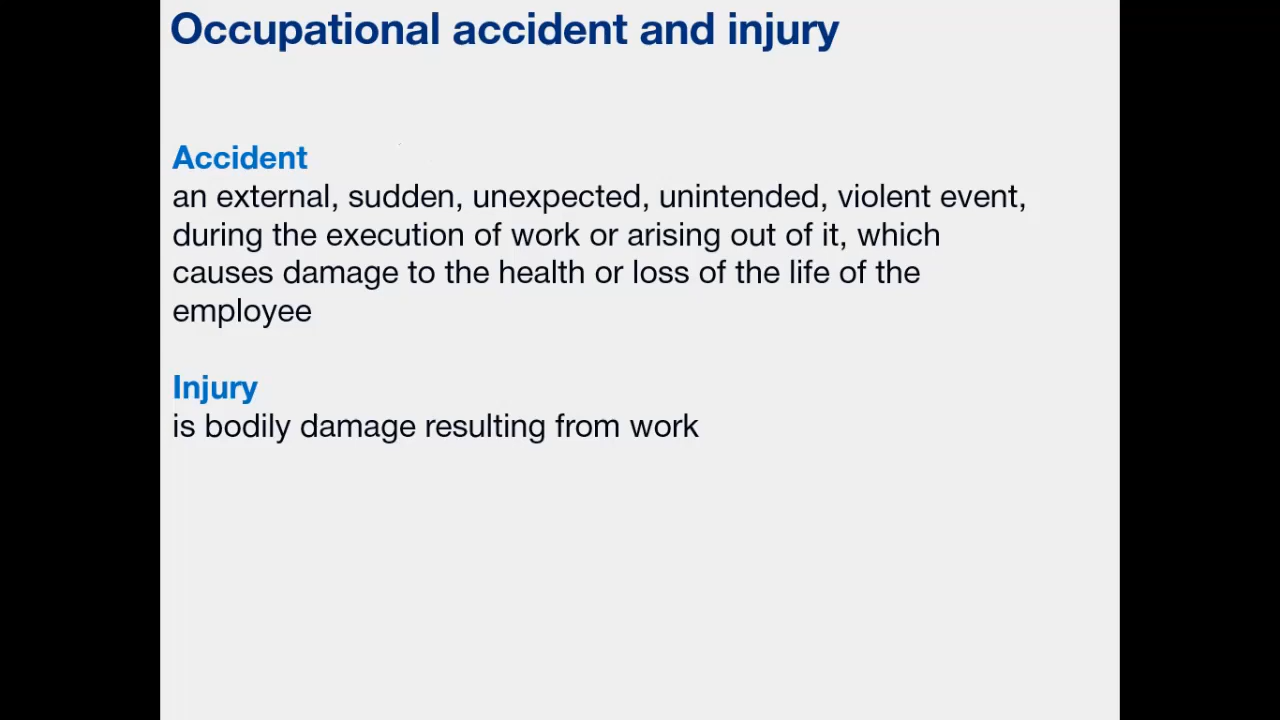 Occupational accident and injury
Accident
an external, sudden, unexpected, unintended, violent event,
during the execution of work or arising out of it, which
causes damage to the health or loss of the life of the
employee
Injury
is bodily damage resulting from work